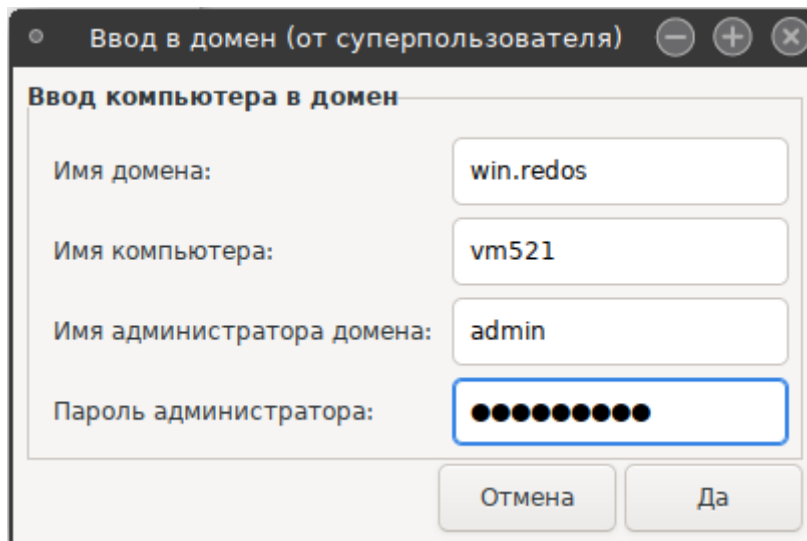 Ввод в домен (от суперпользователя)
Ввод компьютера в домен
Имя домена: win.redos
Имя компьютера: vm521
Имя администратора домена: admin
Пароль администратора: ●●●●●●●●●
Отмена Да